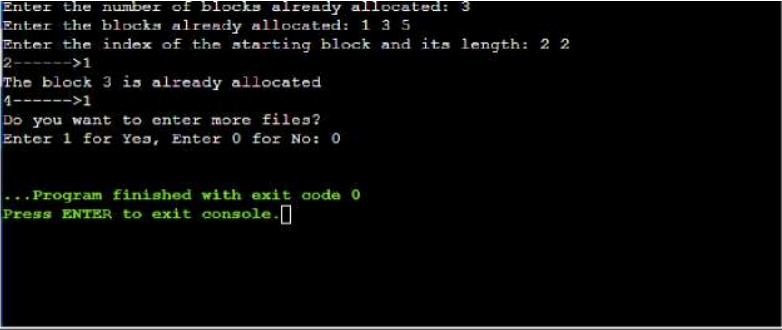 Enter the number of blocks already allocated: 3
Enter the blocks already allocated: 1 3 5
Enter the index of the starting block and its length: 2 2
2------>1
The block 3 is already allocated
4------>1
Do you want to enter more files?
Enter 1 for Yes, Enter 0 for No: 0
...Program finished with exit code 0
Press ENTER to exit console.